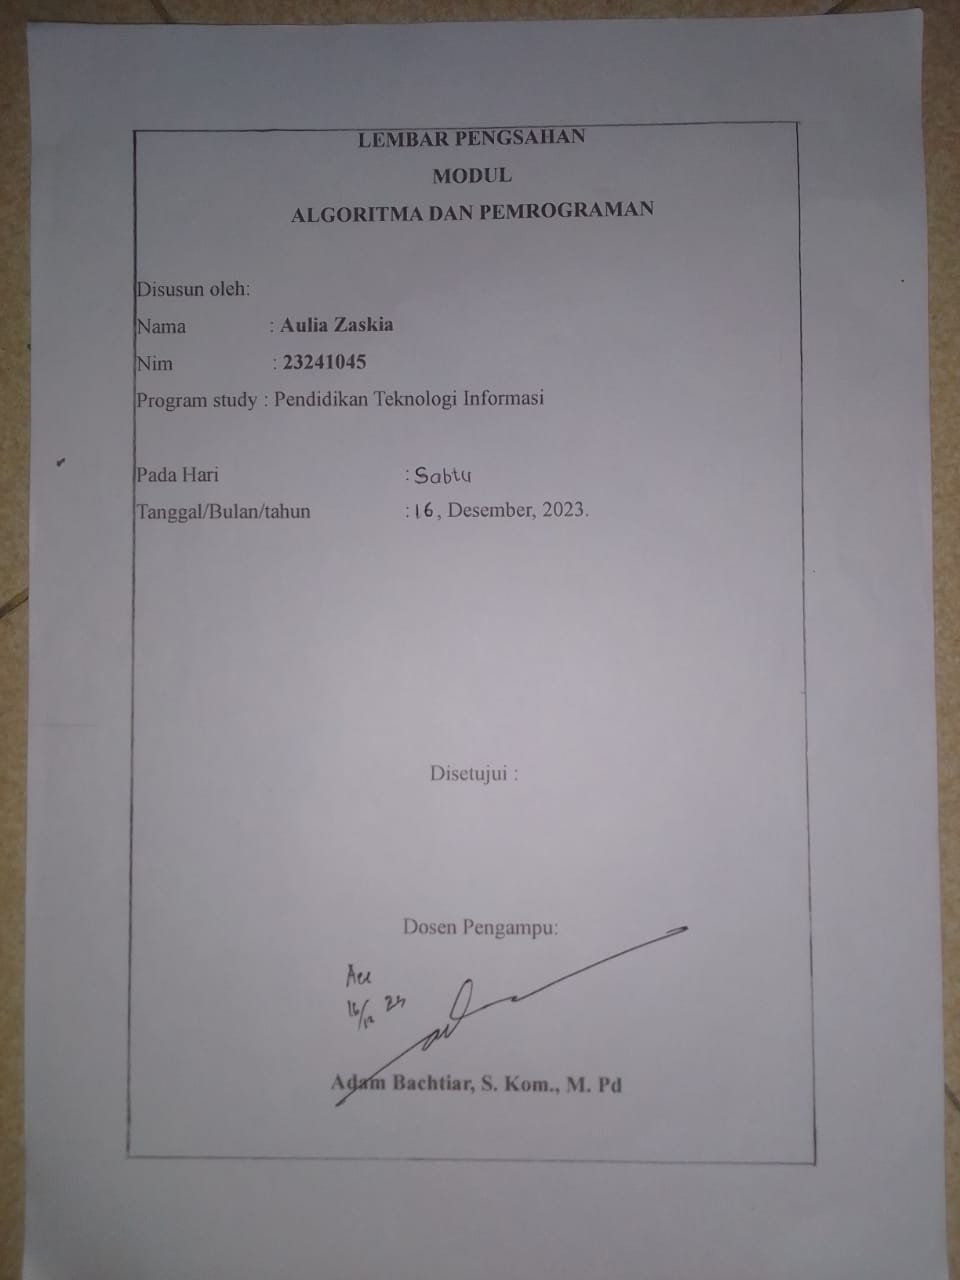 LEMBAR PENGSAHAN
MODUL
ALGORITMA DAN PEMROGRAMAN
Disusun oleh:
Nama : Aulia Zaskia
Nim : 23241045
Program study : Pendidikan Teknologi Informasi
Pada Hari : Sabtu
Tanggal/Bulan/tahun : 16, Desember, 2023.
Disetujui :
Dosen Pengampu:
Acc
16/12 23
Adam Bachtiar, S. Kom., M. Pd